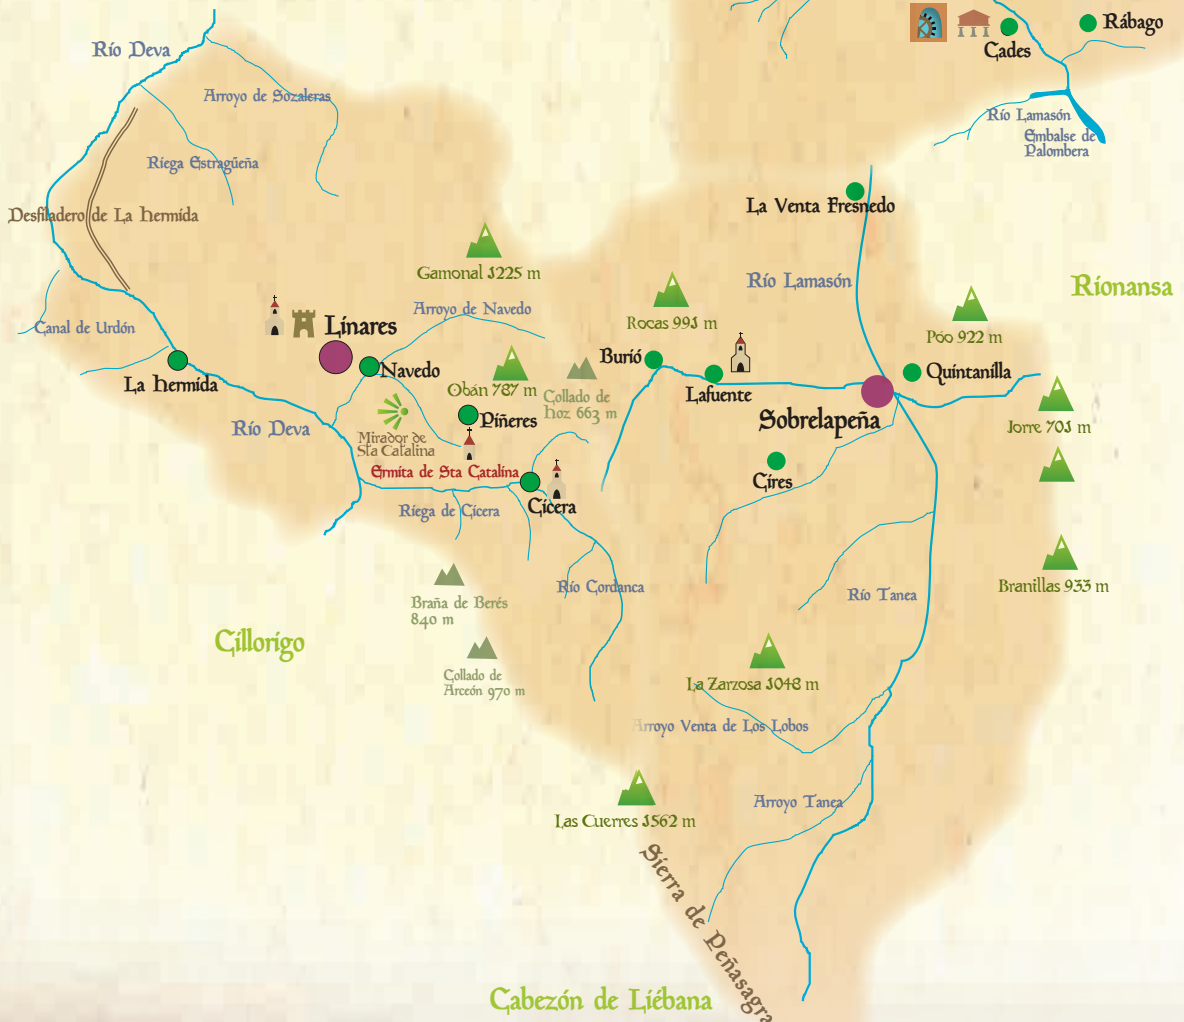 Rábago
Cades
Río Deva
Arroyo de Sozaleras
Río Lamasón
Embalse de
Palombera
Riega Estragüeña
La Venta Fresnedo
Desfiladero de La Hermida
Gamonal 1225 m
Río Lamasón
Rionansa
Arroyo de Navedo
Canal de Urdón
Linares
Rocas 991 m
Póo 922 m
Burió
La Hermida
Navedo
Obán 787 m
Collado de
Hoz 663 m
Lafuente
Quintanilla
Río Deva
Piñeres
Sobrelapeña
Jorre 701 m
Mirador de
Sta Catalina
Ermita de Sta Catalina
Cires
Riega de Cicera
Cicera
Río Cordanca
Río Tanea
Branillas 933 m
Braña de Berés
840 m
Cillorigo
Collado de
Arceón 970 m
La Zarzosa 1048 m
Arroyo Venta de Los Lobos
Arroyo Tanea
Las Cuerres 1562 m
Sierra de Peñasagra
Cabezón de Liébana